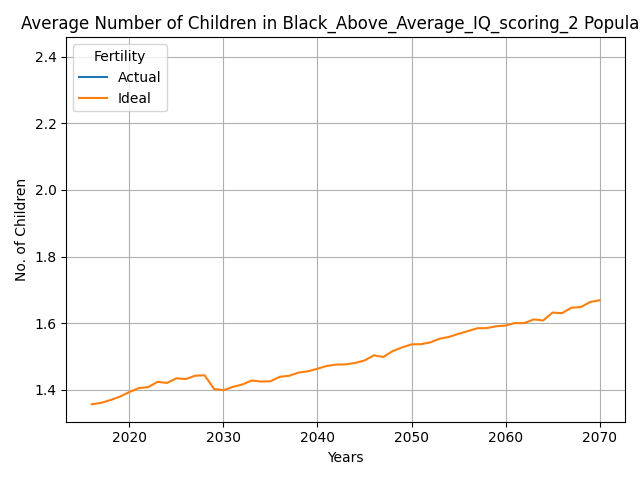 Average Number of Children in Black_Above_Average_IQ_scoring_2 Popula
Fertility
Actual
Ideal
2.4
2.2
2.0
1.8
1.6
1.4
No. of Children
2020 2030 2040 2050 2060 2070
Years